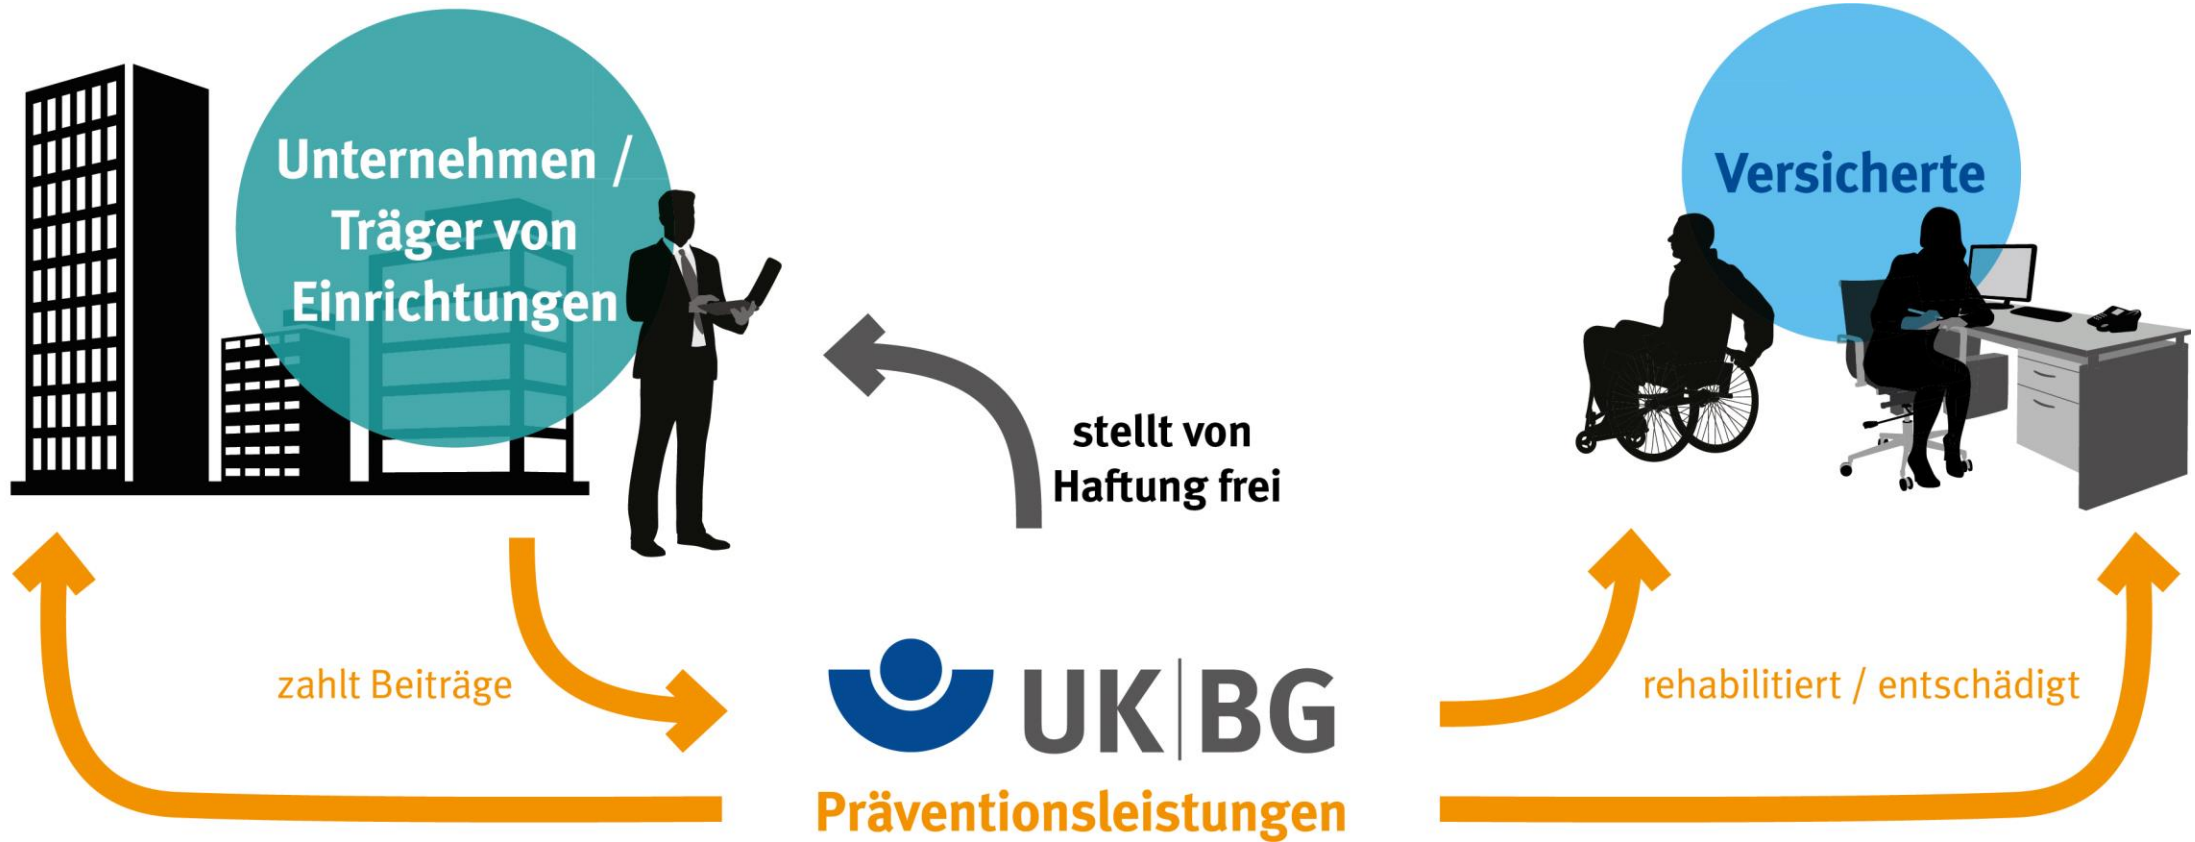 Unternehmen /
Träger von
Einrichtungen
Versicherte
stellt von
Haftung frei
zahlt Beiträge
rehabilitiert / entschädigt
UK|BG
Präventionsleistungen